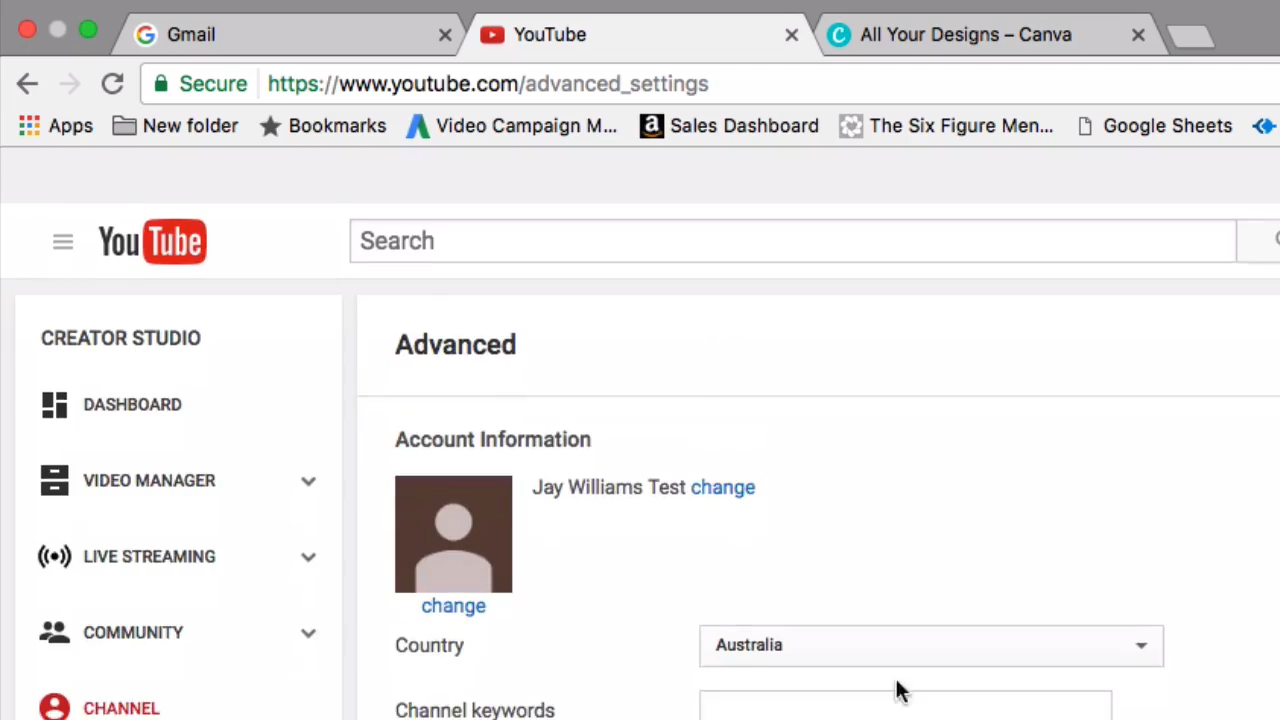 Gmail
YouTube
All Your Designs – Canva
Secure https://www.youtube.com/advanced_settings
Apps New folder Bookmarks Video Campaign M... Sales Dashboard The Six Figure Men... Google Sheets
YouTube
Search
CREATOR STUDIO
Advanced
DASHBOARD
Account Information
VIDEO MANAGER
Jay Williams Test change
LIVE STREAMING
change
COMMUNITY
Country Australia
CHANNEL
Channel keywords